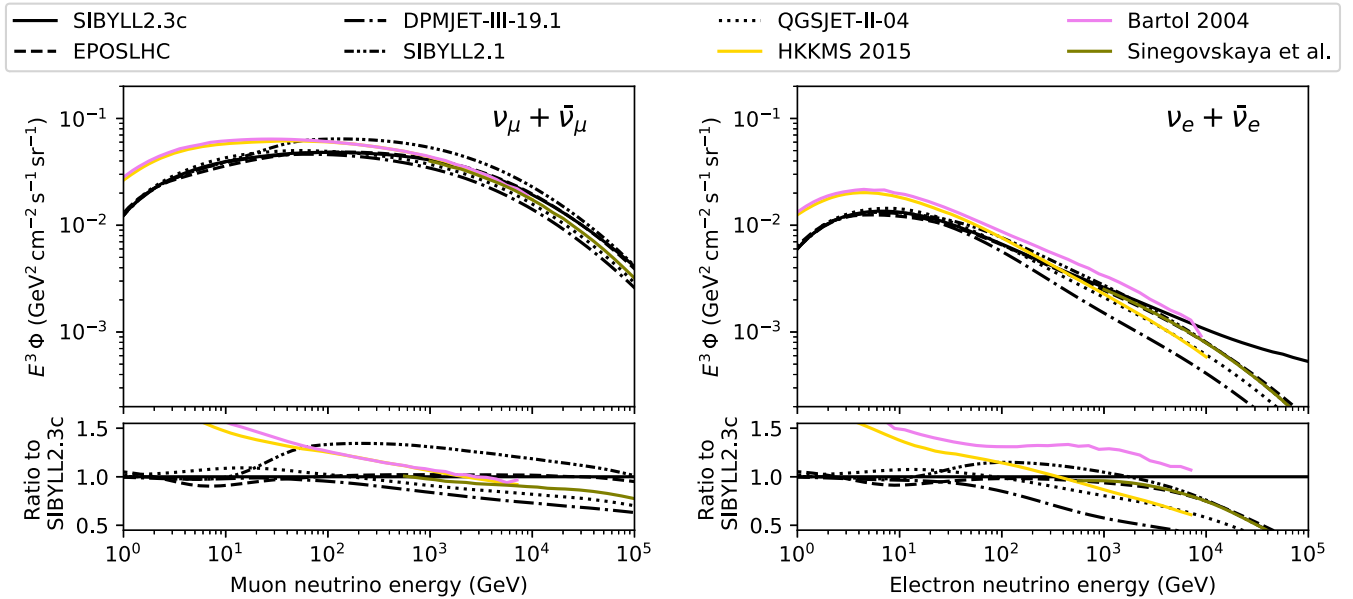 SIBYLL2.3c DPMJET-III-19.1 QGSJET-II-04 Bartol 2004
EPOSLHC SIBYLL2.1 HKKMS 2015 Sinegovskaya et al.
E³ Φ (GeV² cm⁻² s⁻¹ sr⁻¹)
10⁻¹
10⁻²
10⁻³
νμ + ν̄μ
Ratio to
SIBYLL2.3c
1.5
1.0
0.5
10⁰ 10¹ 10² 10³ 10⁴ 10⁵
Muon neutrino energy (GeV)
E³ Φ (GeV² cm⁻² s⁻¹ sr⁻¹)
10⁻¹
10⁻²
10⁻³
νe + ν̄e
Ratio to
SIBYLL2.3c
1.5
1.0
0.5
10⁰ 10¹ 10² 10³ 10⁴ 10⁵
Electron neutrino energy (GeV)